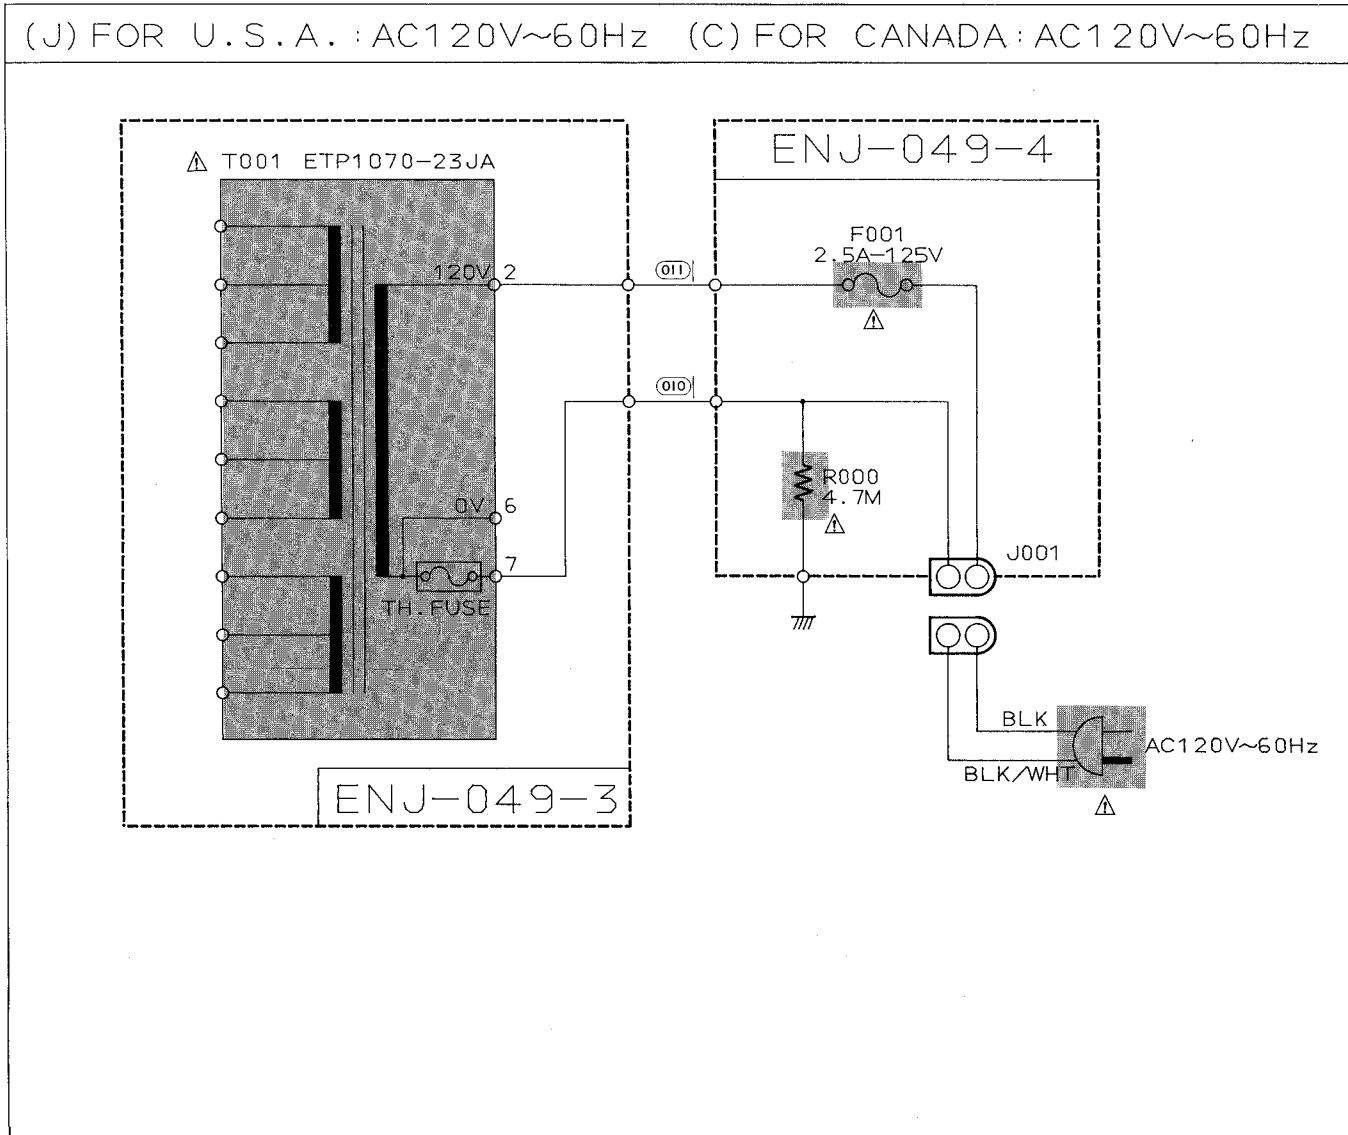 (J) FOR U.S.A.:AC120V~60Hz (C) FOR CANADA:AC120V~60Hz
ENJ-049-4
T001 ETP1070-23JA
F001
2.5A-125V
120V 2
011
010
R000
4.7M
0V 6
7
TH.FUSE
J001
BLK
AC120V~60Hz
BLK/WHT
ENJ-049-3